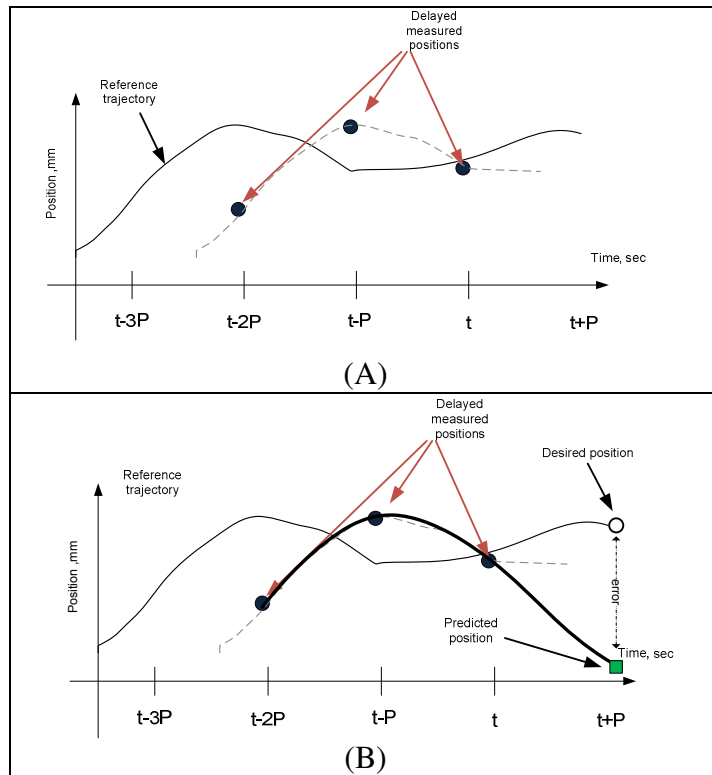 Delayed
measured
positions
Reference
trajectory
Position ,mm
Time, sec
t-3P
t-2P
t-P
t
t+P
(A)
Delayed
measured
positions
Desired position
Reference
trajectory
Position ,mm
error
Predicted
position
Time, sec
t-3P
t-2P
t-P
t
t+P
(B)